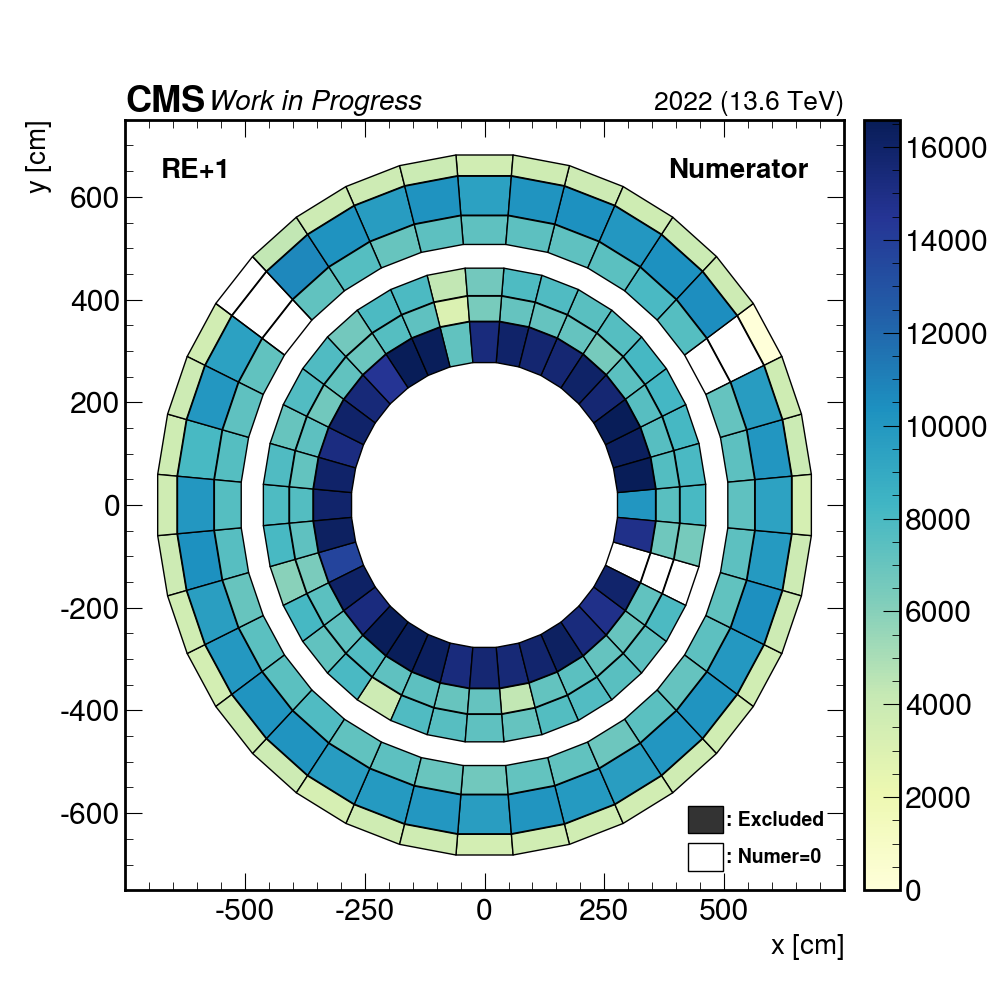 CMS Work in Progress 2022 (13.6 TeV)
y [cm]
RE+1 Numerator
600
400
200
0
-200
-400
-600
-500 -250 0 250 500
x [cm]
16000
14000
12000
10000
8000
6000
4000
2000
0
: Excluded
: Numer=0